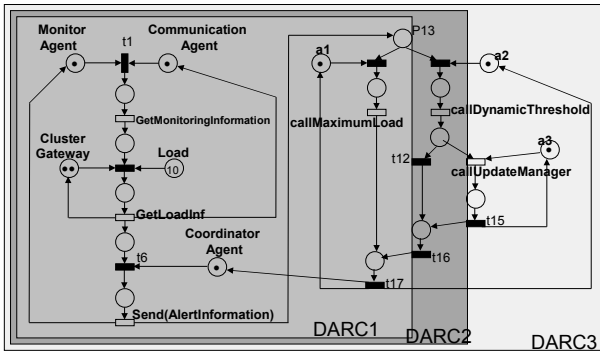 Monitor
Agent
Communication
Agent
t1
P13
a1
a2
GetMonitoringInformation
callMaximumLoad
callDynamicThreshold
Cluster
Gateway
Load
10
t12
a3
callUpdateManager
GetLoadInf
t15
Coordinator
Agent
t6
t16
t17
Send(AlertInformation)
DARC1
DARC2
DARC3